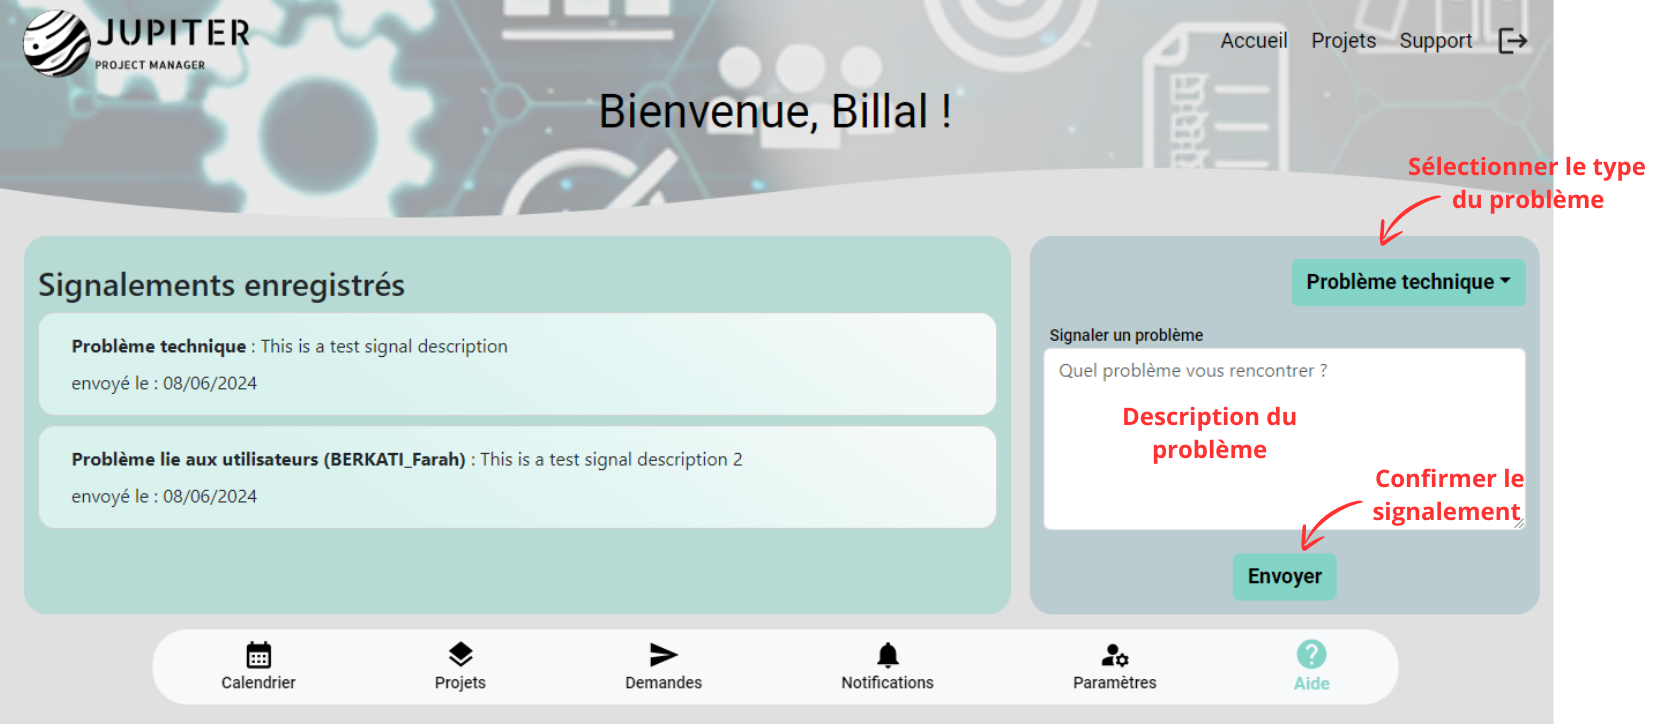 JUPITER
PROJECT MANAGER
Accueil Projets Support
Bienvenue, Billal !
Sélectionner le type
du problème
Signalements enregistrés
Problème technique : This is a test signal description
envoyé le : 08/06/2024
Problème lie aux utilisateurs (BERKATI_Farah) : This is a test signal description 2
envoyé le : 08/06/2024
Problème technique
Signaler un problème
Quel problème vous rencontrer ?
Description du
problème
Confirmer le
signalement
Envoyer
Calendrier Projets Demandes Notifications Paramètres Aide